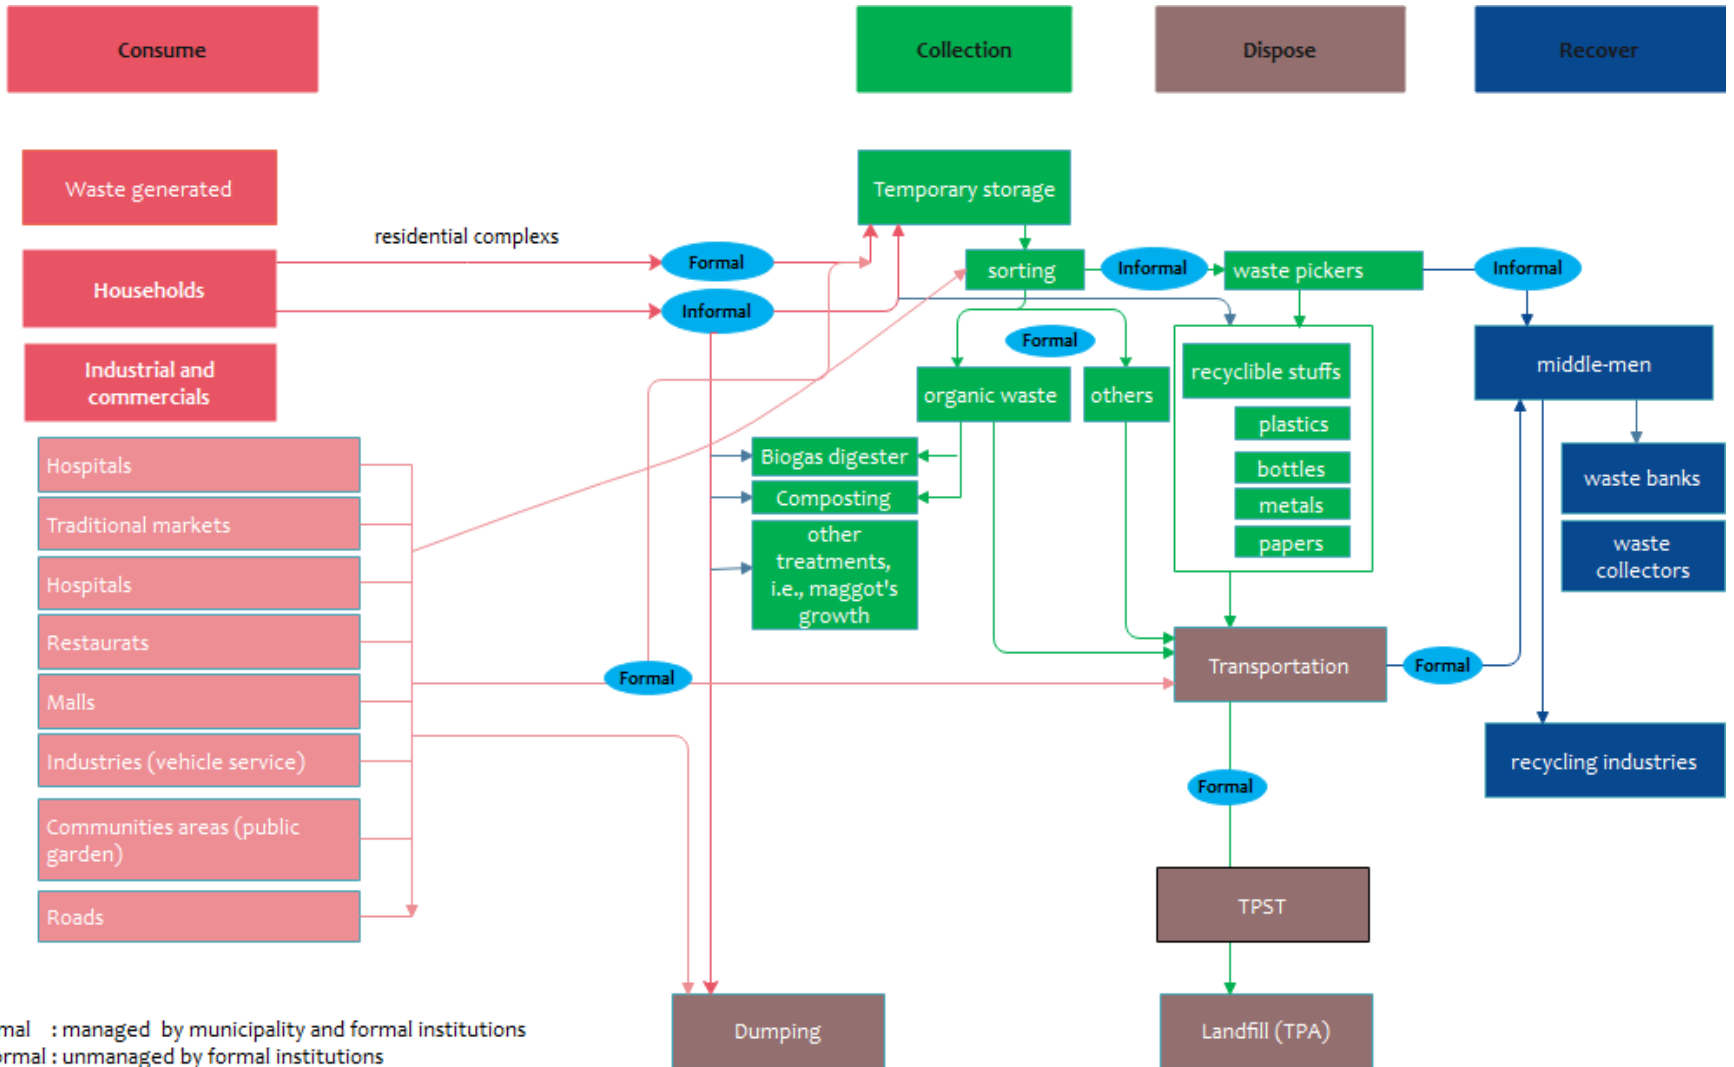 Consume
Collection
Dispose
Recover
Waste generated
Temporary storage
residential complexs
Formal
Households
Informal
sorting
Informal
waste pickers
Informal
Formal
Industrial and
commercials
organic waste
others
recyclible stuffs
plastics
bottles
metals
papers
middle-men
waste banks
waste
collectors
Hospitals
Traditional markets
Hospitals
Restaurats
Malls
Industries (vehicle service)
Communities areas (public
garden)
Roads
Biogas digester
Composting
other
treatments,
i.e., maggot's
growth
Formal
Transportation
Formal
recycling industries
Formal
TPST
Dumping
Landfill (TPA)
mal : managed by municipality and formal institutions
ormal : unmanaged by formal institutions